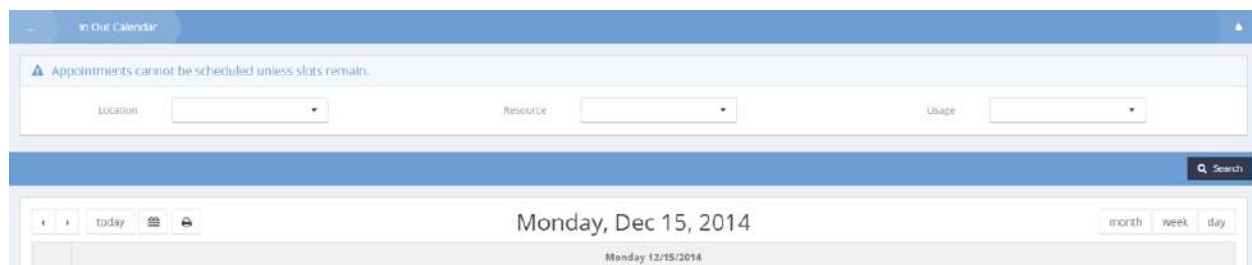 ... In Out Calendar
Appointments cannot be scheduled unless slots remain.
Location Resource Usage
Search
today Monday, Dec 15, 2014 month week day
Monday 12/15/2014